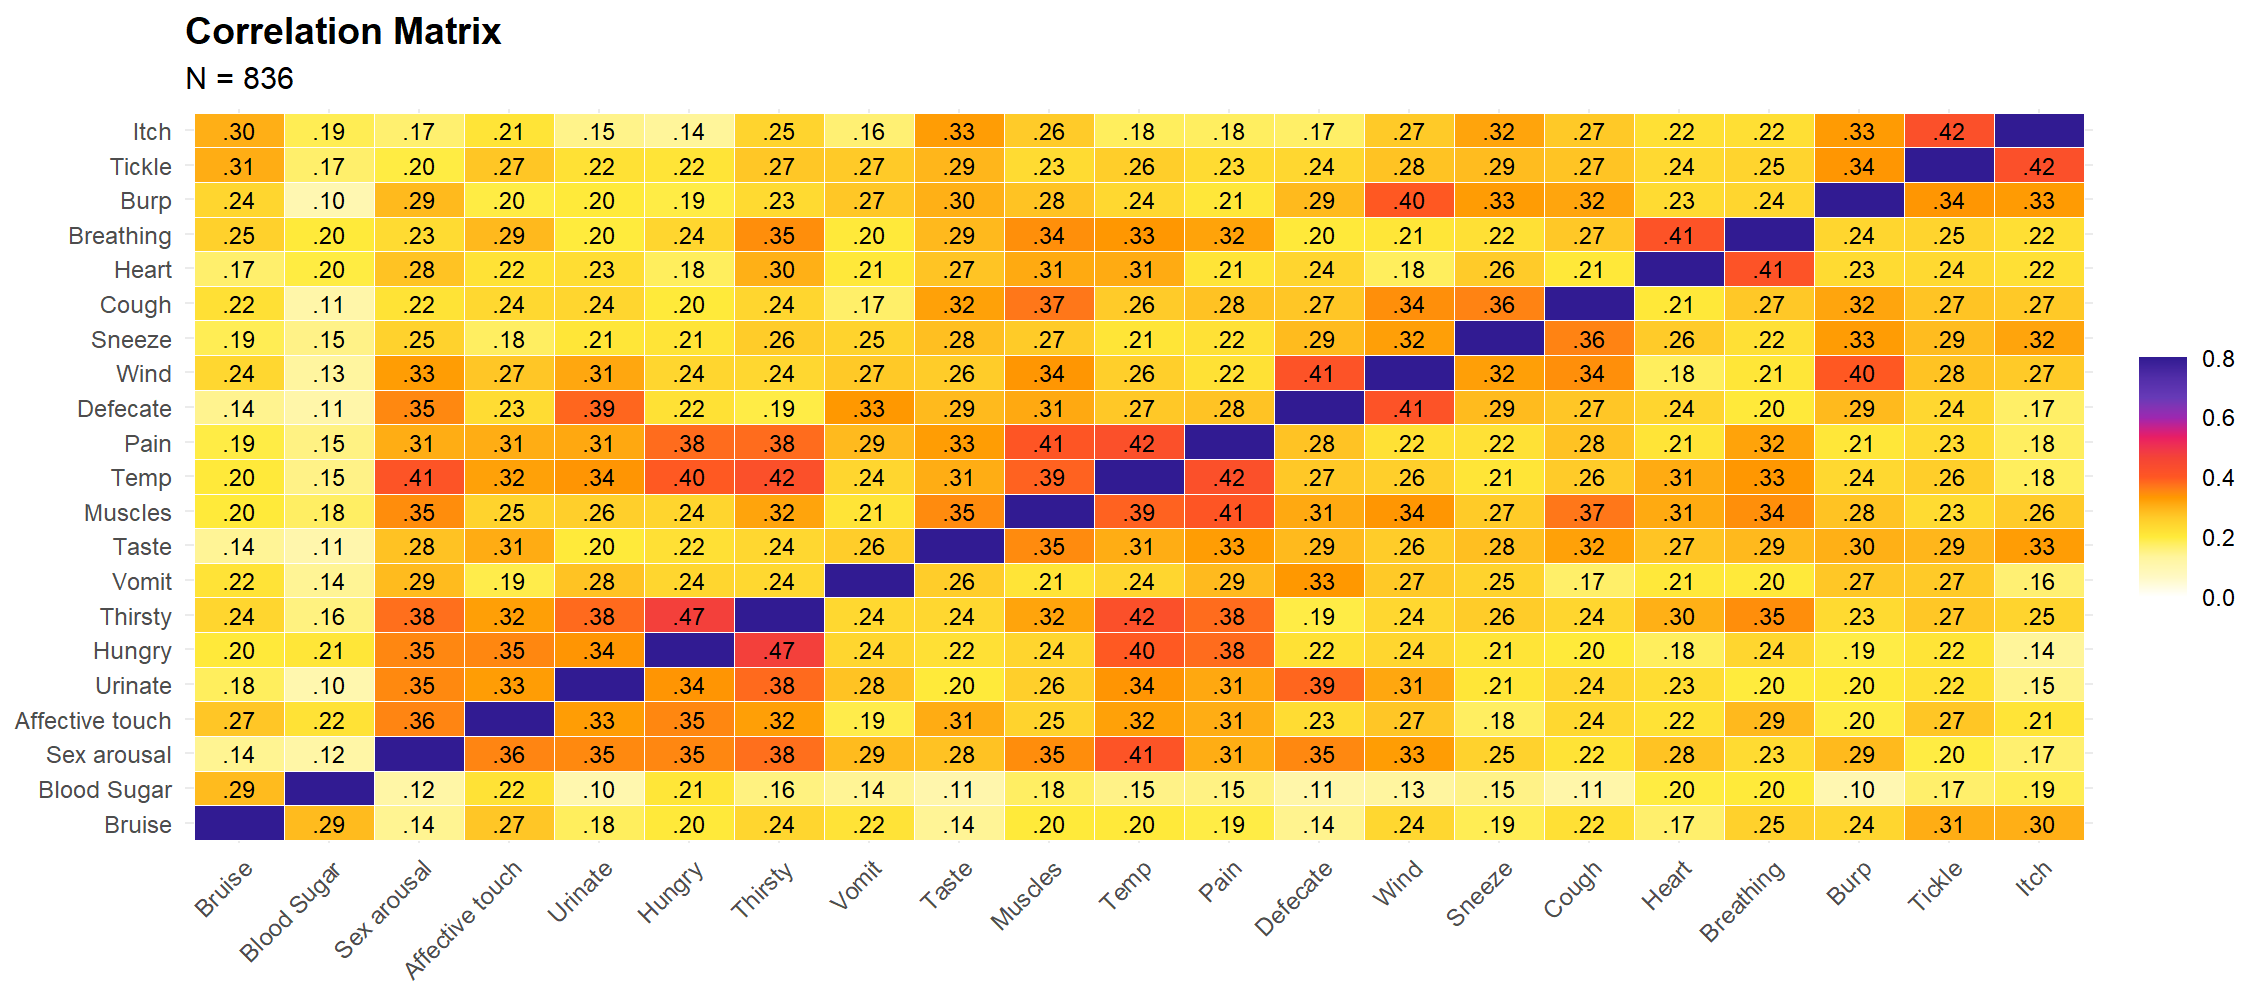 Correlation Matrix
N = 836
Itch .30 .19 .17 .21 .15 .14 .25 .16 .33 .26 .18 .18 .17 .27 .32 .27 .22 .22 .33 .42
Tickle .31 .17 .20 .27 .22 .22 .27 .27 .29 .23 .26 .23 .24 .28 .29 .27 .24 .25 .34 .42
Burp .24 .10 .29 .20 .20 .19 .23 .27 .30 .28 .24 .21 .29 .40 .33 .32 .23 .24 .34 .33
Breathing .25 .20 .23 .29 .20 .24 .35 .20 .29 .34 .33 .32 .20 .21 .22 .27 .41 .24 .25 .22
Heart .17 .20 .28 .22 .23 .18 .30 .21 .27 .31 .31 .21 .24 .18 .26 .21 .41 .23 .24 .22
Cough .22 .11 .22 .24 .24 .20 .24 .17 .32 .37 .26 .28 .27 .34 .36 .21 .27 .32 .27 .27
Sneeze .19 .15 .25 .18 .21 .21 .26 .25 .28 .27 .21 .22 .29 .32 .36 .26 .22 .33 .29 .32
Wind .24 .13 .33 .27 .31 .24 .24 .27 .26 .34 .26 .22 .41 .32 .34 .18 .21 .40 .28 .27
Defecate .14 .11 .35 .23 .39 .22 .19 .33 .29 .31 .27 .28 .41 .29 .27 .24 .20 .29 .24 .17
Pain .19 .15 .31 .31 .31 .38 .38 .29 .33 .41 .42 .28 .22 .22 .28 .21 .32 .21 .23 .18
Temp .20 .15 .41 .32 .34 .40 .42 .24 .31 .39 .42 .27 .26 .21 .26 .31 .33 .24 .26 .18
Muscles .20 .18 .35 .25 .26 .24 .32 .21 .35 .39 .41 .31 .34 .27 .37 .31 .34 .28 .23 .26
Taste .14 .11 .28 .31 .20 .22 .24 .26 .35 .31 .33 .29 .26 .28 .32 .27 .29 .30 .29 .33
Vomit .22 .14 .29 .19 .28 .24 .24 .26 .21 .24 .29 .33 .27 .25 .17 .21 .20 .27 .27 .16
Thirsty .24 .16 .38 .32 .38 .47 .24 .24 .32 .42 .38 .19 .24 .26 .24 .30 .35 .23 .27 .25
Hungry .20 .21 .35 .35 .34 .47 .24 .22 .24 .40 .38 .22 .24 .21 .20 .18 .24 .19 .22 .14
Urinate .18 .10 .35 .33 .34 .38 .28 .20 .26 .34 .31 .39 .31 .21 .24 .23 .20 .20 .22 .15
Affective touch .27 .22 .36 .33 .35 .32 .19 .31 .25 .32 .31 .23 .27 .18 .24 .22 .29 .20 .27 .21
Sex arousal .14 .12 .36 .35 .35 .38 .29 .28 .35 .41 .31 .35 .33 .25 .22 .28 .23 .29 .20 .17
Blood Sugar .29 .12 .22 .10 .21 .16 .14 .11 .18 .15 .15 .11 .13 .15 .11 .20 .20 .10 .17 .19
Bruise .29 .14 .27 .18 .20 .24 .22 .14 .20 .20 .19 .14 .24 .19 .22 .17 .25 .24 .31 .30
Bruise Blood Sugar Sex arousal Affective touch Urinate Hungry Thirsty Vomit Taste Muscles Temp Pain Defecate Wind Sneeze Cough Heart Breathing Burp Tickle Itch
0.8
0.6
0.4
0.2
0.0